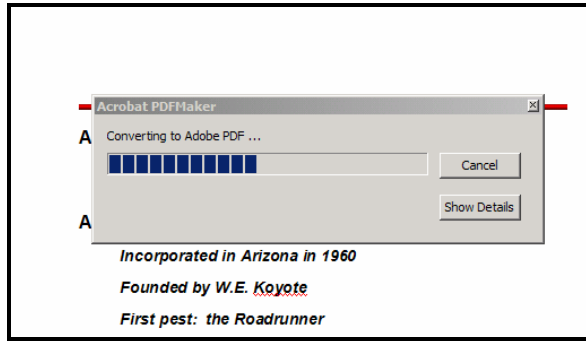 Acrobat PDFMaker
A
Converting to Adobe PDF ...
Cancel
Show Details
A
Incorporated in Arizona in 1960
Founded by W.E. Koyote
First pest: the Roadrunner